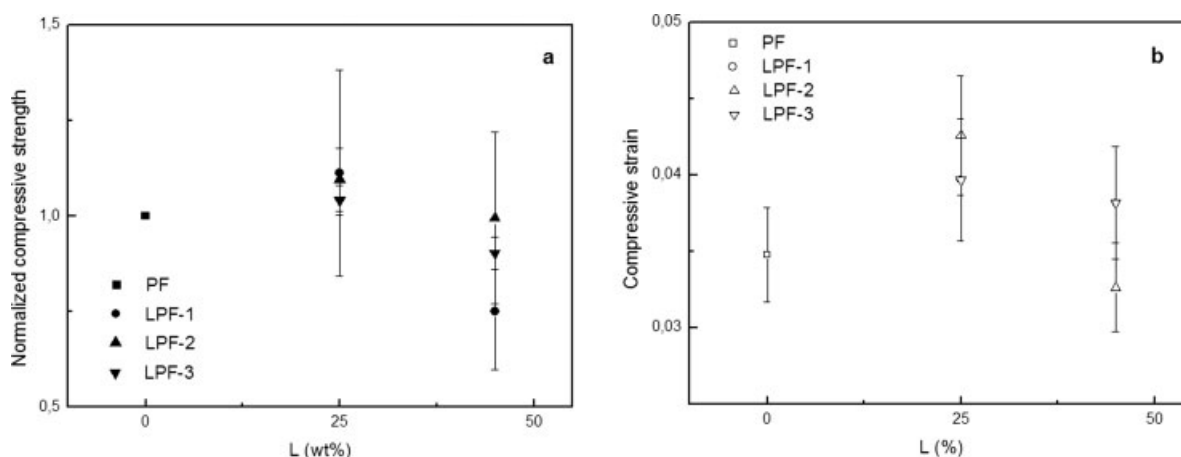 1,5
1,0
0,5
Normalized compressive strength
a
PF
LPF-1
LPF-2
LPF-3
0
25
50
L (wt%)
0,05
0,04
0,03
Compressive strain
b
PF
LPF-1
LPF-2
LPF-3
0
25
50
L (%)